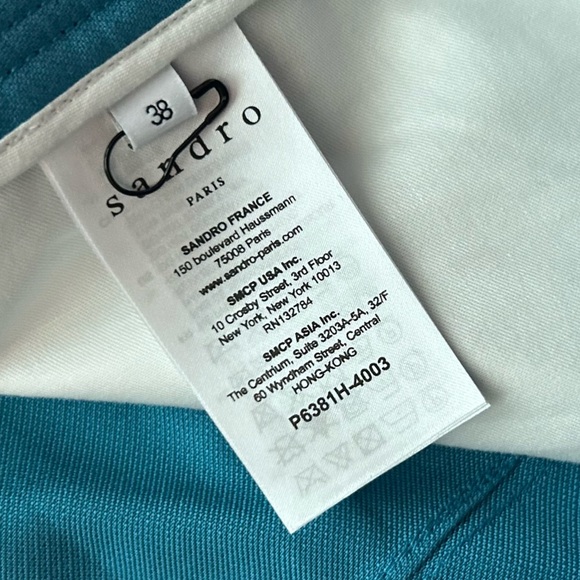 38
sandro
PARIS
SANDRO FRANCE
150 boulevard Haussmann
75008 Paris
www.sandro-paris.com
SMCP USA Inc.
10 Crosby Street, 3rd Floor
New York, New York 10013
RN132784
SMCP ASIA Inc.
The Centrium, Suite 3203A-5A, 32/F
60 Wyndham Street, Central
HONG-KONG
P6381H-4003